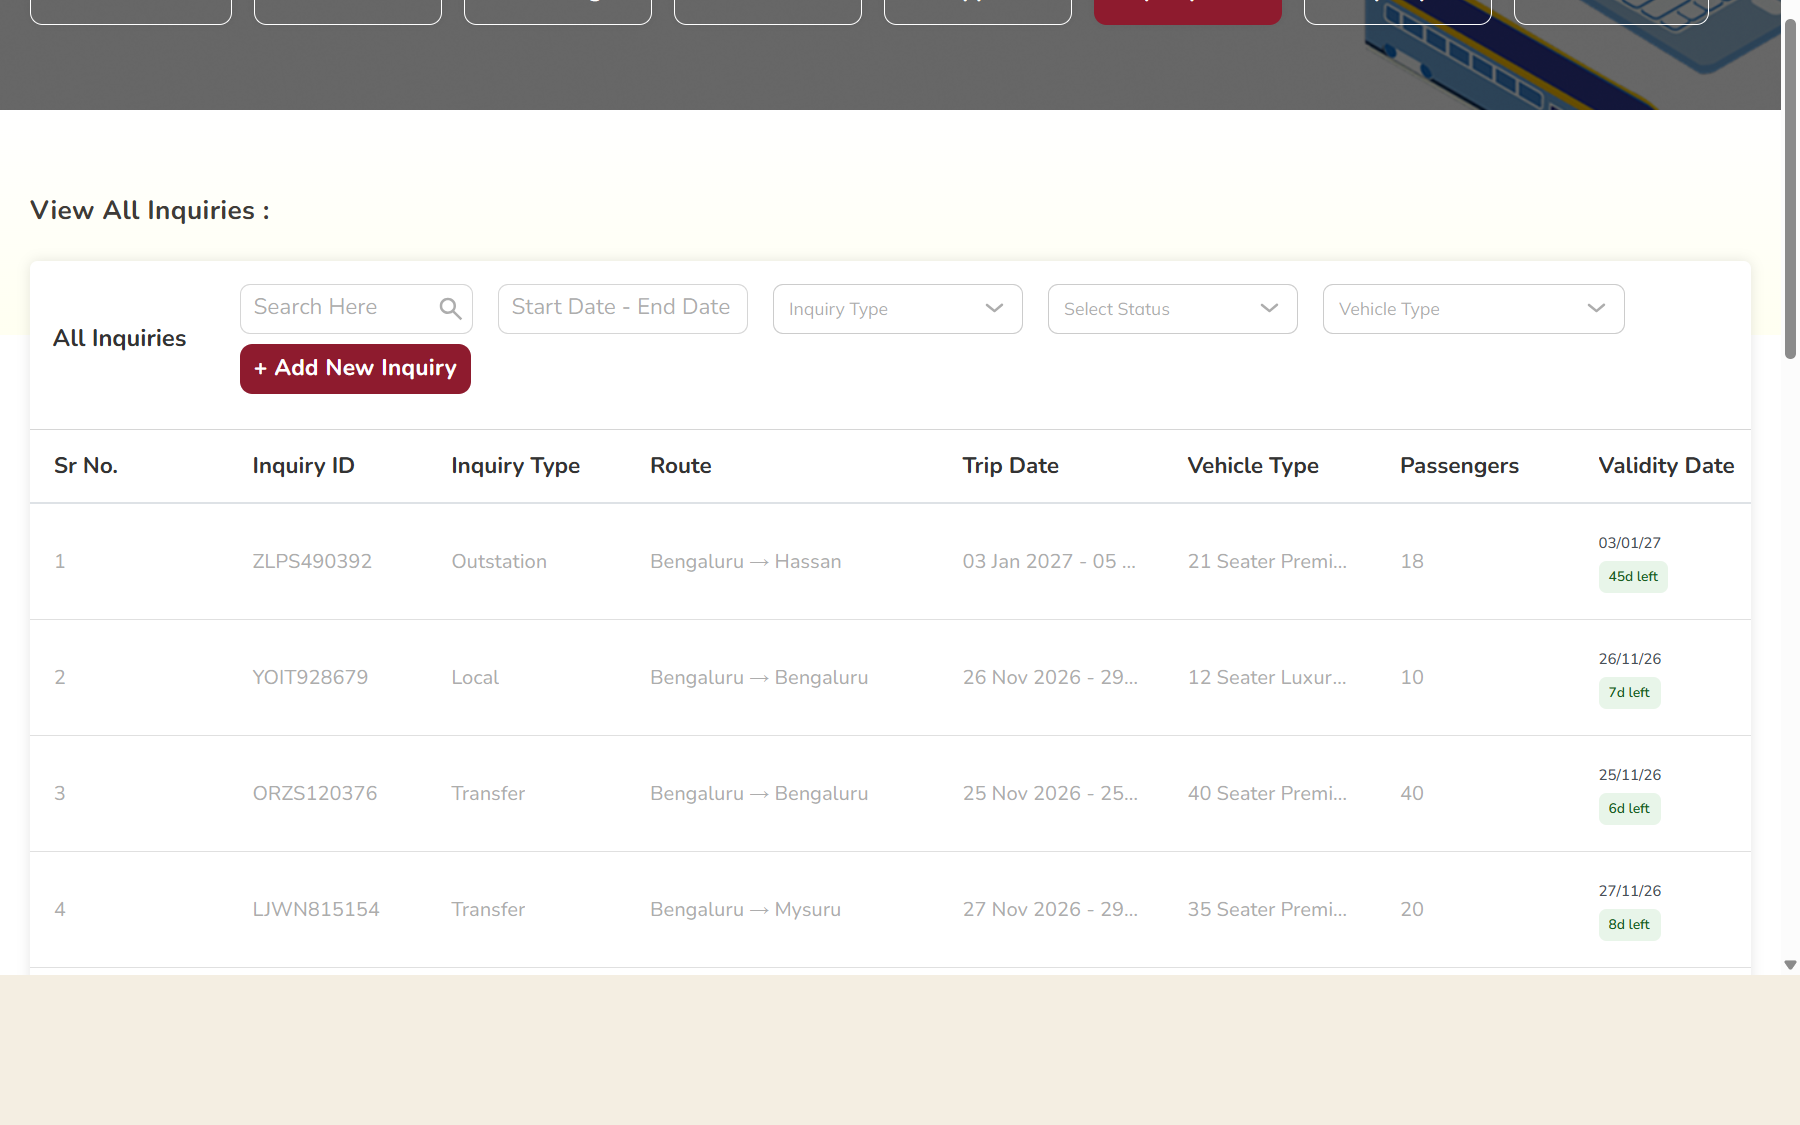 View All Inquiries :
All Inquiries
Search Here
Start Date - End Date
Inquiry Type
Select Status
Vehicle Type
+ Add New Inquiry
Sr No. Inquiry ID Inquiry Type Route Trip Date Vehicle Type Passengers Validity Date
1 ZLPS490392 Outstation Bengaluru → Hassan 03 Jan 2027 - 05 ... 21 Seater Premi... 18 03/01/27
45d left
2 YOIT928679 Local Bengaluru → Bengaluru 26 Nov 2026 - 29... 12 Seater Luxur... 10 26/11/26
7d left
3 ORZS120376 Transfer Bengaluru → Bengaluru 25 Nov 2026 - 25... 40 Seater Premi... 40 25/11/26
6d left
4 LJWN815154 Transfer Bengaluru → Mysuru 27 Nov 2026 - 29... 35 Seater Premi... 20 27/11/26
8d left